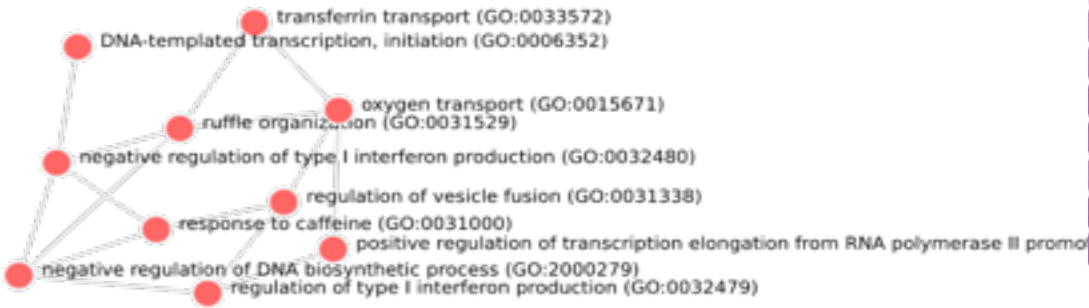 transferrin transport (GO:0033572)
DNA-templated transcription, initiation (GO:0006352)
oxygen transport (GO:0015671)
ruffle organization (GO:0031529)
negative regulation of type I interferon production (GO:0032480)
regulation of vesicle fusion (GO:0031338)
response to caffeine (GO:0031000)
positive regulation of transcription elongation from RNA polymerase II
negative regulation of DNA biosynthetic process (GO:2000279)
regulation of type I interferon production (GO:0032479)